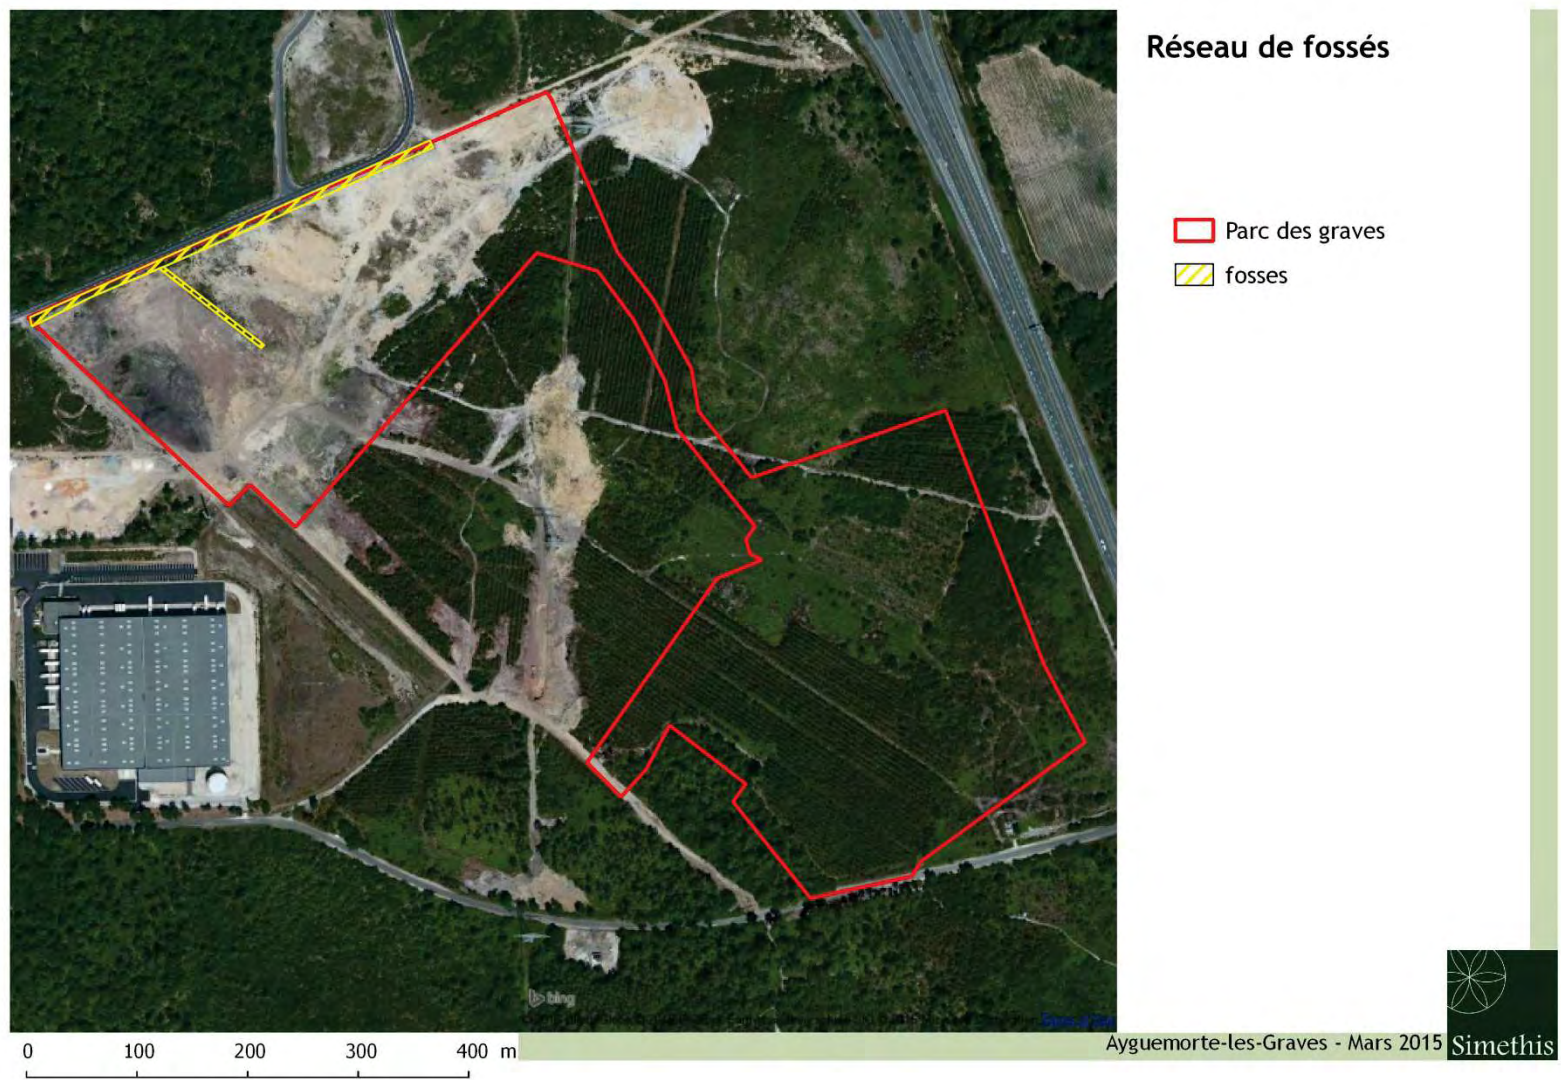 Réseau de fossés
Parc des graves
fosses
bing
Ayguemorte-les-Graves - Mars 2015
Simethis
0 100 200 300 400 m